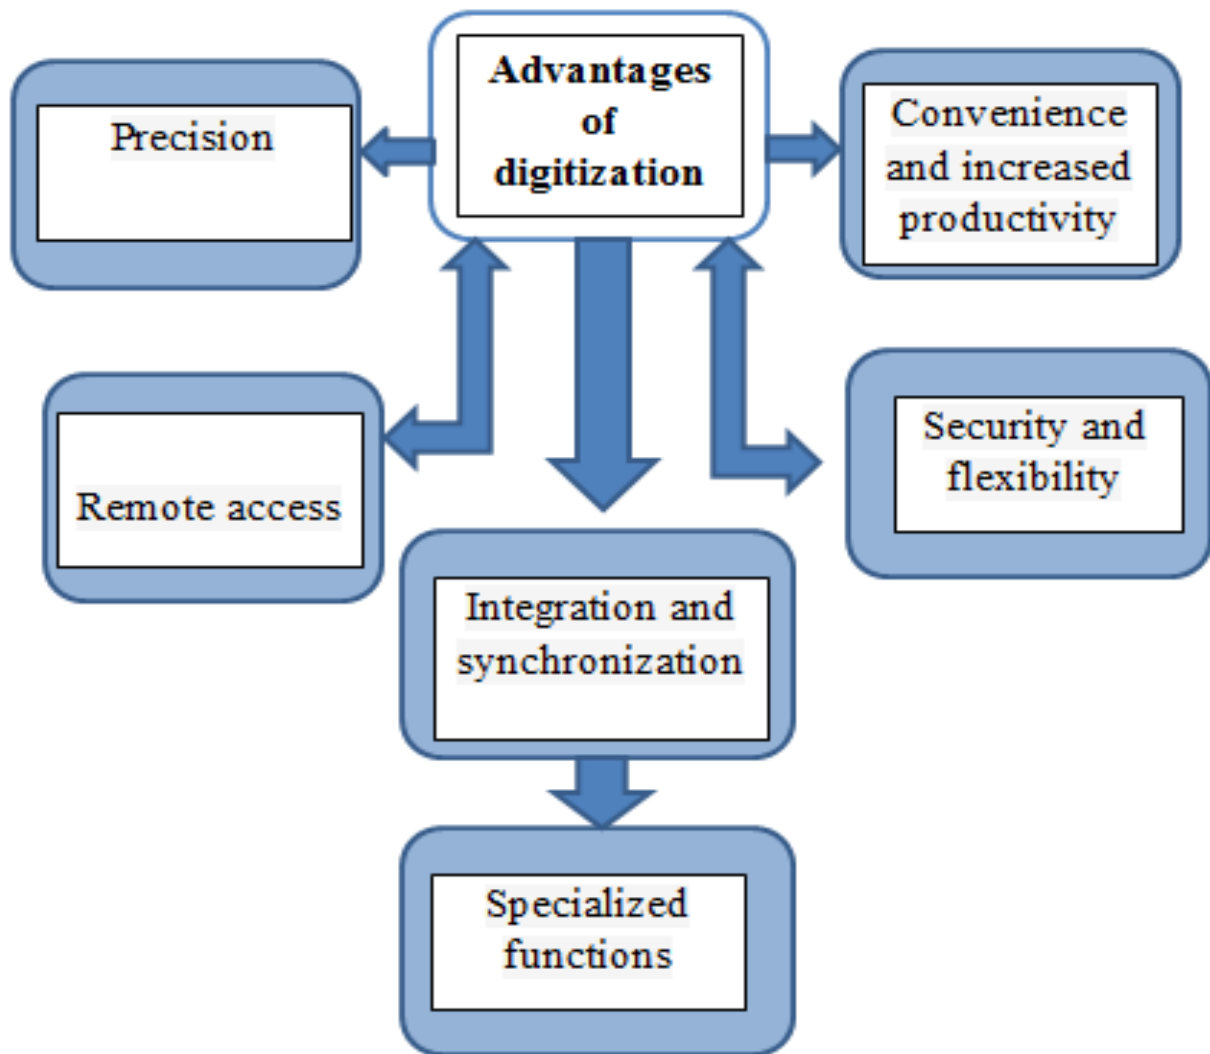 Advantages
of
digitization
Precision
Convenience
and increased
productivity
Remote access
Security and
flexibility
Integration and
synchronization
Specialized
functions